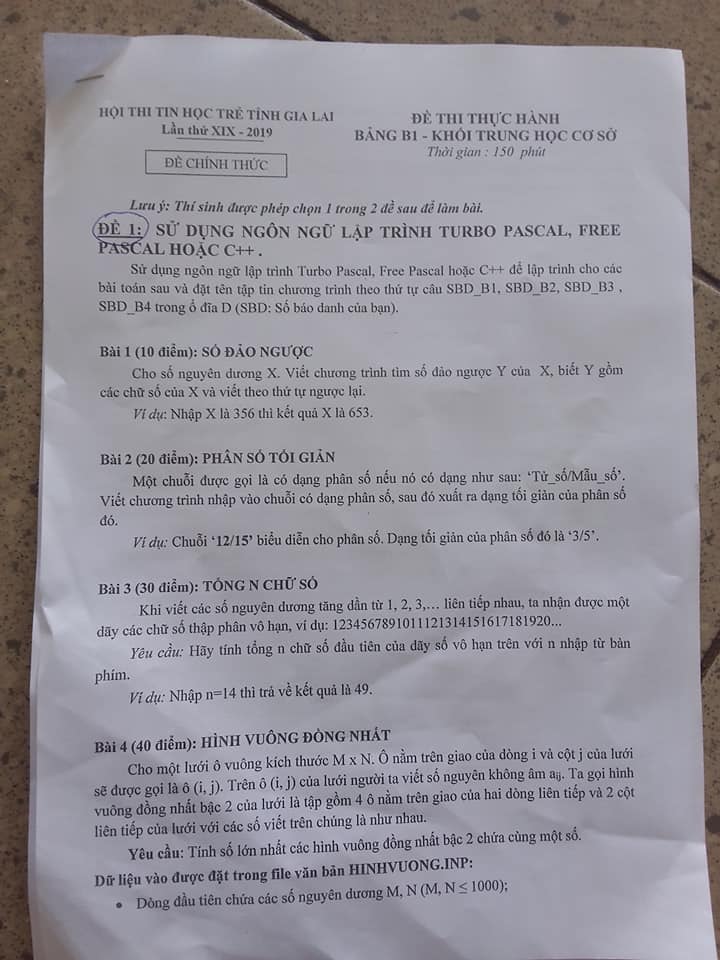 HỘI THI TIN HỌC TRẺ TỈNH GIA LAI
Lần thứ XIX - 2019
ĐỀ CHÍNH THỨC
ĐỀ THI THỰC HÀNH
BẢNG B1 - KHỐI TRUNG HỌC CƠ SỞ
Thời gian : 150 phút
Lưu ý: Thí sinh được phép chọn 1 trong 2 đề sau để làm bài.
ĐỀ 1: SỬ DỤNG NGÔN NGỮ LẬP TRÌNH TURBO PASCAL, FREE
PASCAL HOẶC C++ .
Sử dụng ngôn ngữ lập trình Turbo Pascal, Free Pascal hoặc C++ để lập trình cho các
bài toán sau và đặt tên tập tin chương trình theo thứ tự câu SBD_B1, SBD_B2, SBD_B3 ,
SBD_B4 trong ổ đĩa D (SBD: Số báo danh của bạn).
Bài 1 (10 điểm): SỐ ĐẢO NGƯỢC
Cho số nguyên dương X. Viết chương trình tìm số đảo ngược Y của X, biết Y gồm
các chữ số của X và viết theo thứ tự ngược lại.
Ví dụ: Nhập X là 356 thì kết quả X là 653.
Bài 2 (20 điểm): PHÂN SỐ TỐI GIẢN
Một chuỗi được gọi là có dạng phân số nếu nó có dạng như sau: ‘Tử_số/Mẫu_số’.
Viết chương trình nhập vào chuỗi có dạng phân số, sau đó xuất ra dạng tối giản của phân số
đó.
Ví dụ: Chuỗi ‘12/15’ biểu diễn cho phân số. Dạng tối giản của phân số đó là ‘3/5’.
Bài 3 (30 điểm): TỔNG N CHỮ SỐ
Khi viết các số nguyên dương tăng dần từ 1, 2, 3,… liên tiếp nhau, ta nhận được một
dãy các chữ số thập phân vô hạn, ví dụ: 1234567891011121314151617181920...
Yêu cầu: Hãy tính tổng n chữ số đầu tiên của dãy số vô hạn trên với n nhập từ bàn
phím.
Ví dụ: Nhập n=14 thì trả về kết quả là 49.
Bài 4 (40 điểm): HÌNH VUÔNG ĐỒNG NHẤT
Cho một lưới ô vuông kích thước M x N. Ô nằm trên giao của dòng i và cột j của lưới
sẽ được gọi là ô (i, j). Trên ô (i, j) của lưới người ta viết số nguyên không âm aij. Ta gọi hình
vuông đồng nhất bậc 2 của lưới là tập gồm 4 ô nằm trên giao của hai dòng liên tiếp và 2 cột
liên tiếp của lưới với các số viết trên chúng là như nhau.
Yêu cầu: Tính số lớn nhất các hình vuông đồng nhất bậc 2 chứa cùng một số.
Dữ liệu vào được đặt trong file văn bản HINHVUONG.INP:
• Dòng đầu tiên chứa các số nguyên dương M, N (M, N ≤ 1000);